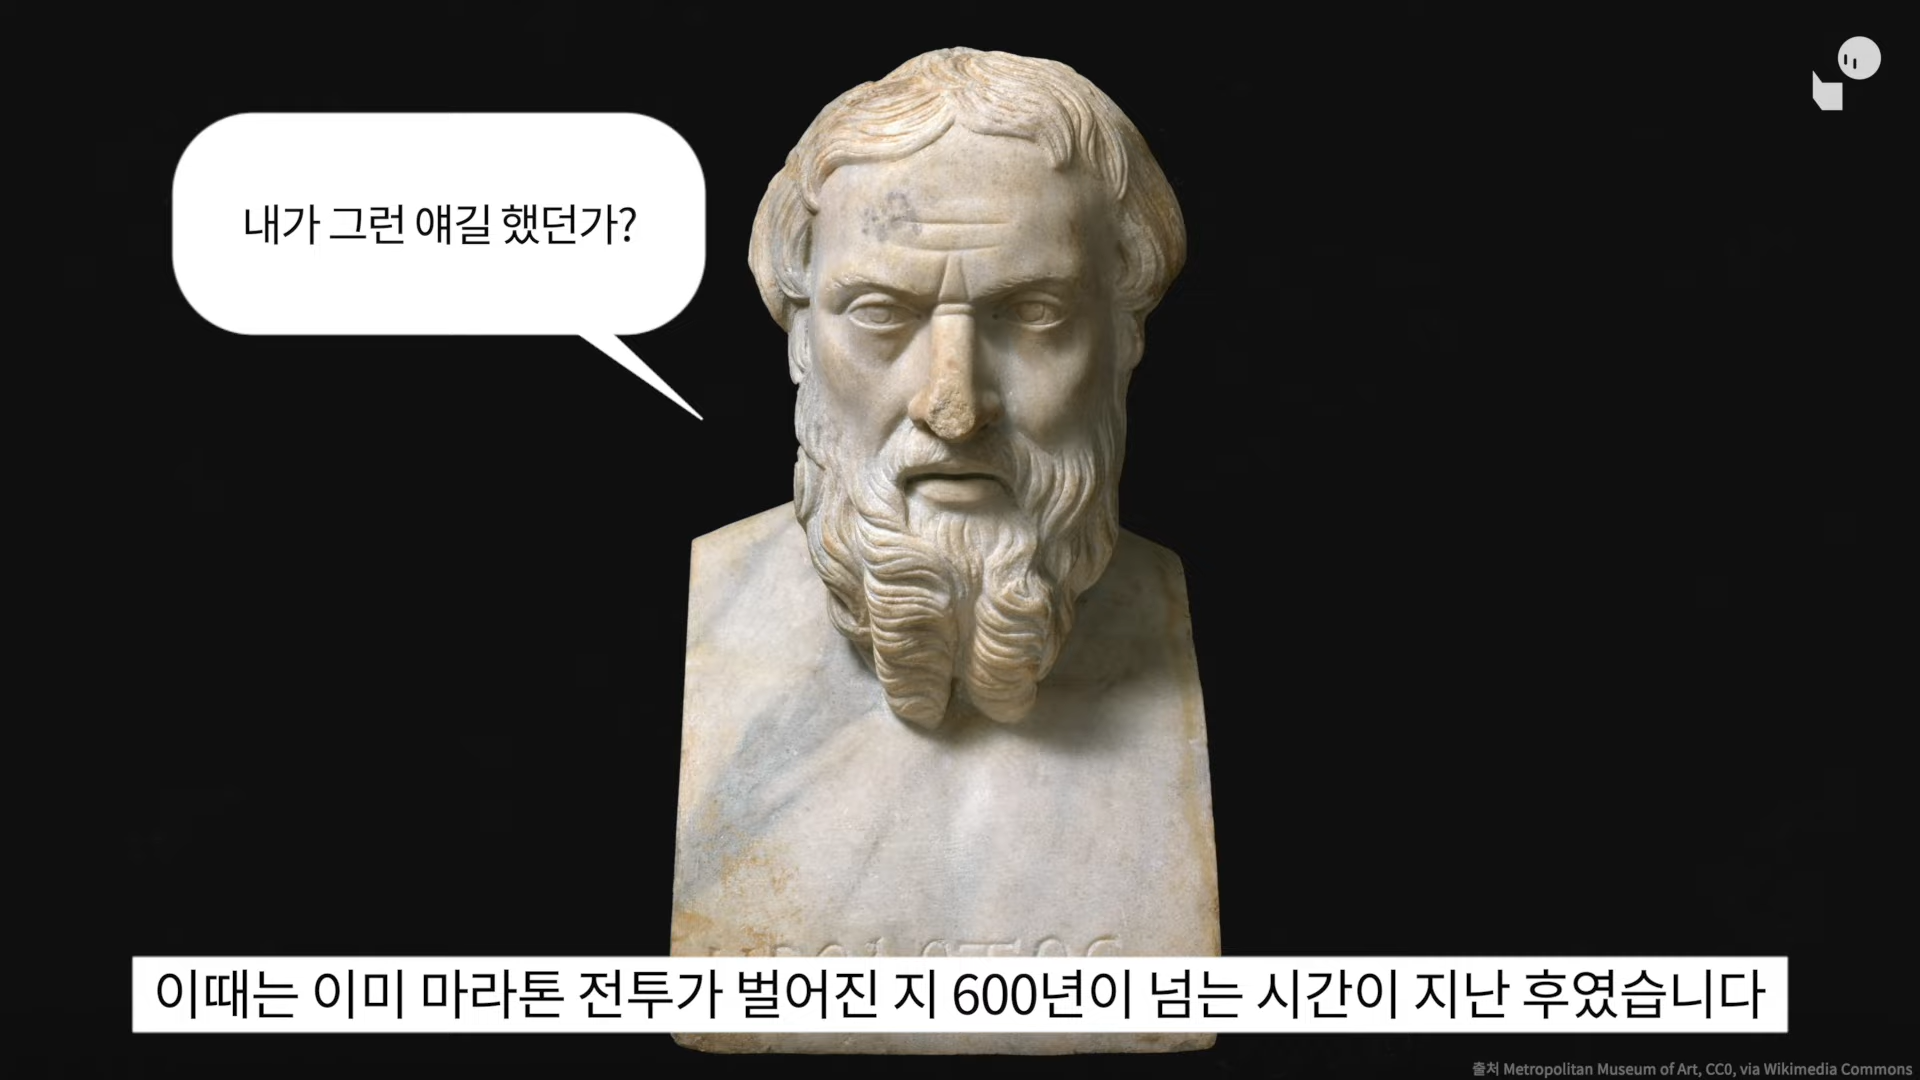 내가 그런 얘길 했던가?
이때는 이미 마라톤 전투가 벌어진 지 600년이 넘는 시간이 지난 후였습니다
출처 Metropolitan Museum of Art, CC0, via Wikimedia Commons